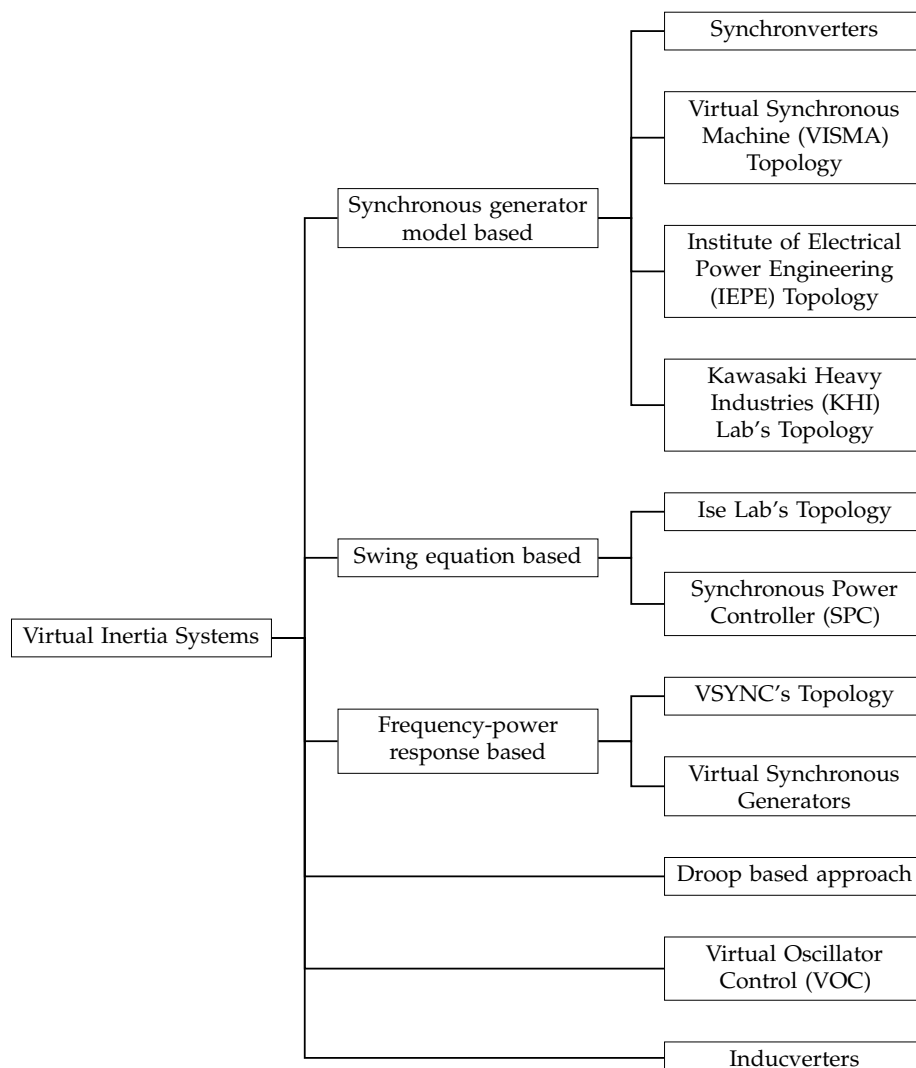 Synchronverters
Virtual Synchronous
Machine (VISMA)
Topology
Synchronous generator
model based
Institute of Electrical
Power Engineering
(IEPE) Topology
Kawasaki Heavy
Industries (KHI)
Lab's Topology
Ise Lab's Topology
Swing equation based
Synchronous Power
Controller (SPC)
Virtual Inertia Systems
VSYNC's Topology
Frequency-power
response based
Virtual Synchronous
Generators
Droop based approach
Virtual Oscillator
Control (VOC)
Inducverters